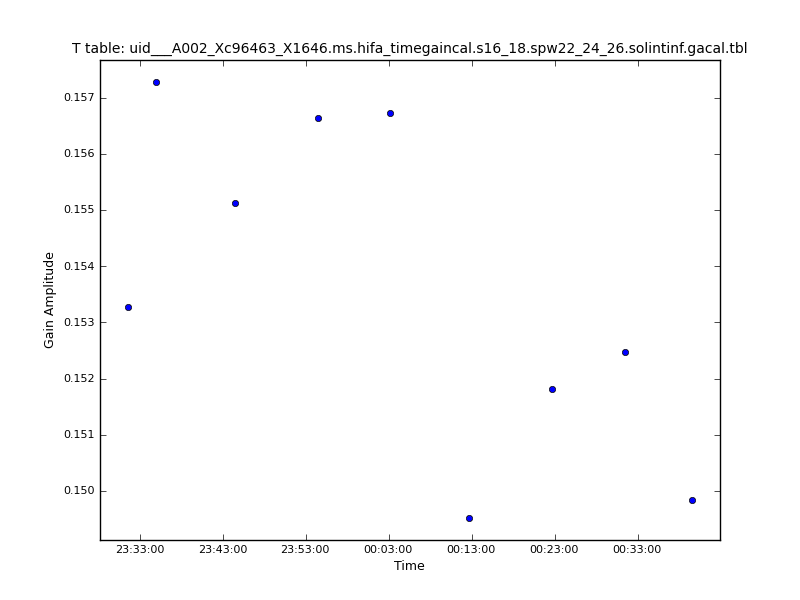 T table: uid___A002_Xc96463_X1646.ms.hifa_timegaincal.s16_18.spw22_24_26.solintinf.gacal.tbl
0.157
0.156
0.155
0.154
0.153
0.152
0.151
0.150
Gain Amplitude
23:33:00 23:43:00 23:53:00 00:03:00 00:13:00 00:23:00 00:33:00
Time